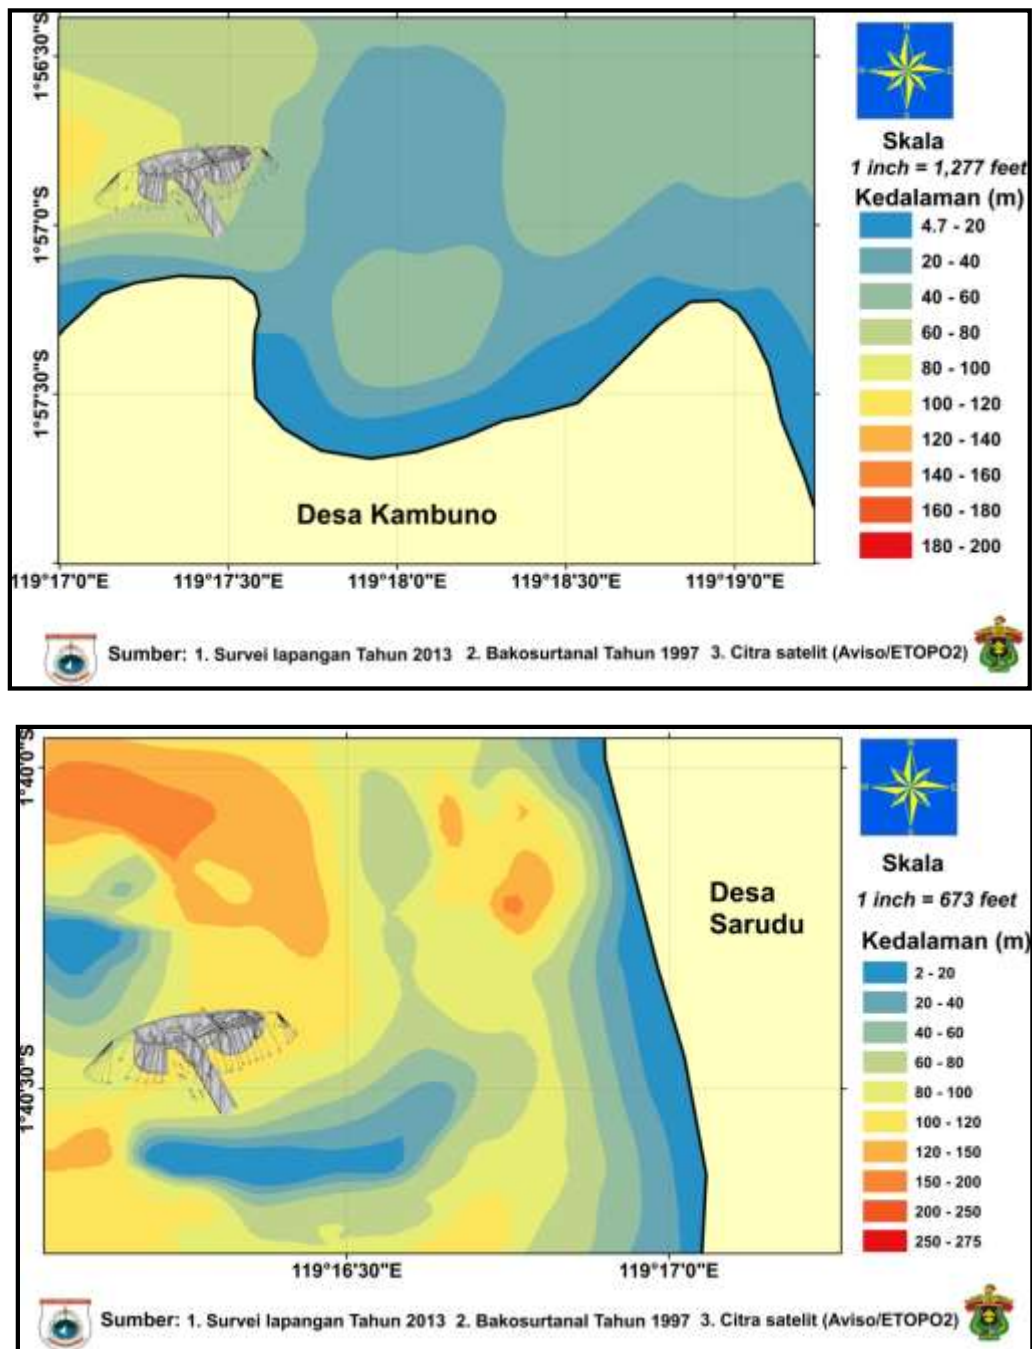 1°56'30"S
1°57'0"S
1°57'30"S
Skala
1 inch = 1,277 feet
Kedalaman (m)
4.7 - 20
20 - 40
40 - 60
60 - 80
80 - 100
100 - 120
120 - 140
140 - 160
160 - 180
180 - 200
Desa Kambuno
119°17'0"E 119°17'30"E 119°18'0"E 119°18'30"E 119°19'0"E
Sumber: 1. Survei lapangan Tahun 2013 2. Bakosurtanal Tahun 1997 3. Citra satelit (Aviso/ETOPO2)
1°40'0"S
1°40'30"S
Desa
Sarudu
Skala
1 inch = 673 feet
Kedalaman (m)
2 - 20
20 - 40
40 - 60
60 - 80
80 - 100
100 - 120
120 - 150
150 - 200
200 - 250
250 - 275
119°16'30"E 119°17'0"E
Sumber: 1. Survei lapangan Tahun 2013 2. Bakosurtanal Tahun 1997 3. Citra satelit (Aviso/ETOPO2)